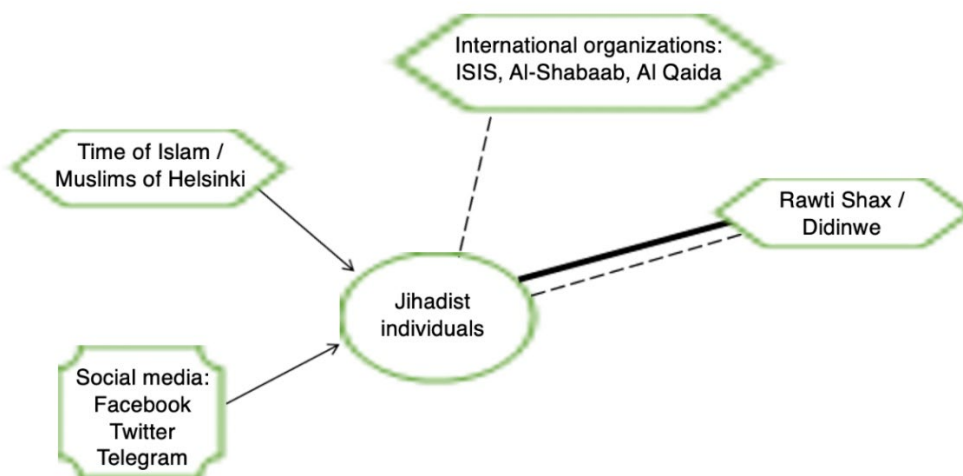 International organizations:
ISIS, Al-Shabaab, Al Qaida
Time of Islam /
Muslims of Helsinki
Rawti Shax /
Didinwe
Jihadist
individuals
Social media:
Facebook
Twitter
Telegram